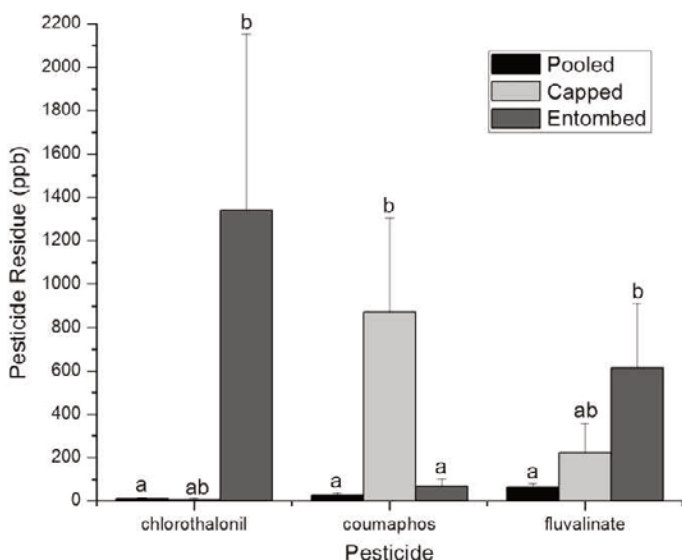 2200
2000
1800
1600
1400
1200
1000
800
600
400
200
0
Pesticide Residue (ppb)
Pooled
Capped
Entombed
a ab b
a b a
a ab b
chlorothalonil coumaphos fluvalinate
Pesticide